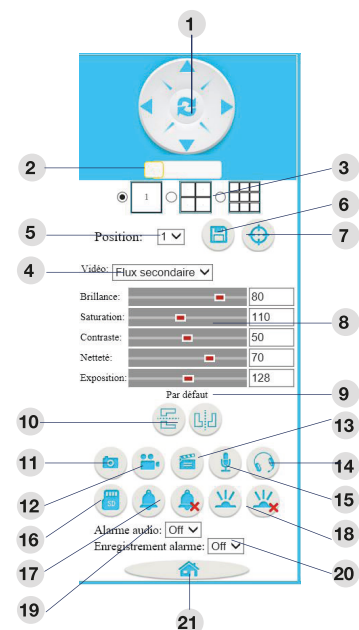 1
2
3
1
6
5
Position:
1
7
4
Vidéo:
Flux secondaire
Brillance:
80
Saturation:
110
8
Contraste:
50
Netteté:
70
Exposition:
128
Par défaut
9
10
13
11
14
12
15
SD
16
18
17
Alarme audio:
Off
Enregistrement alarme:
Off
20
19
21